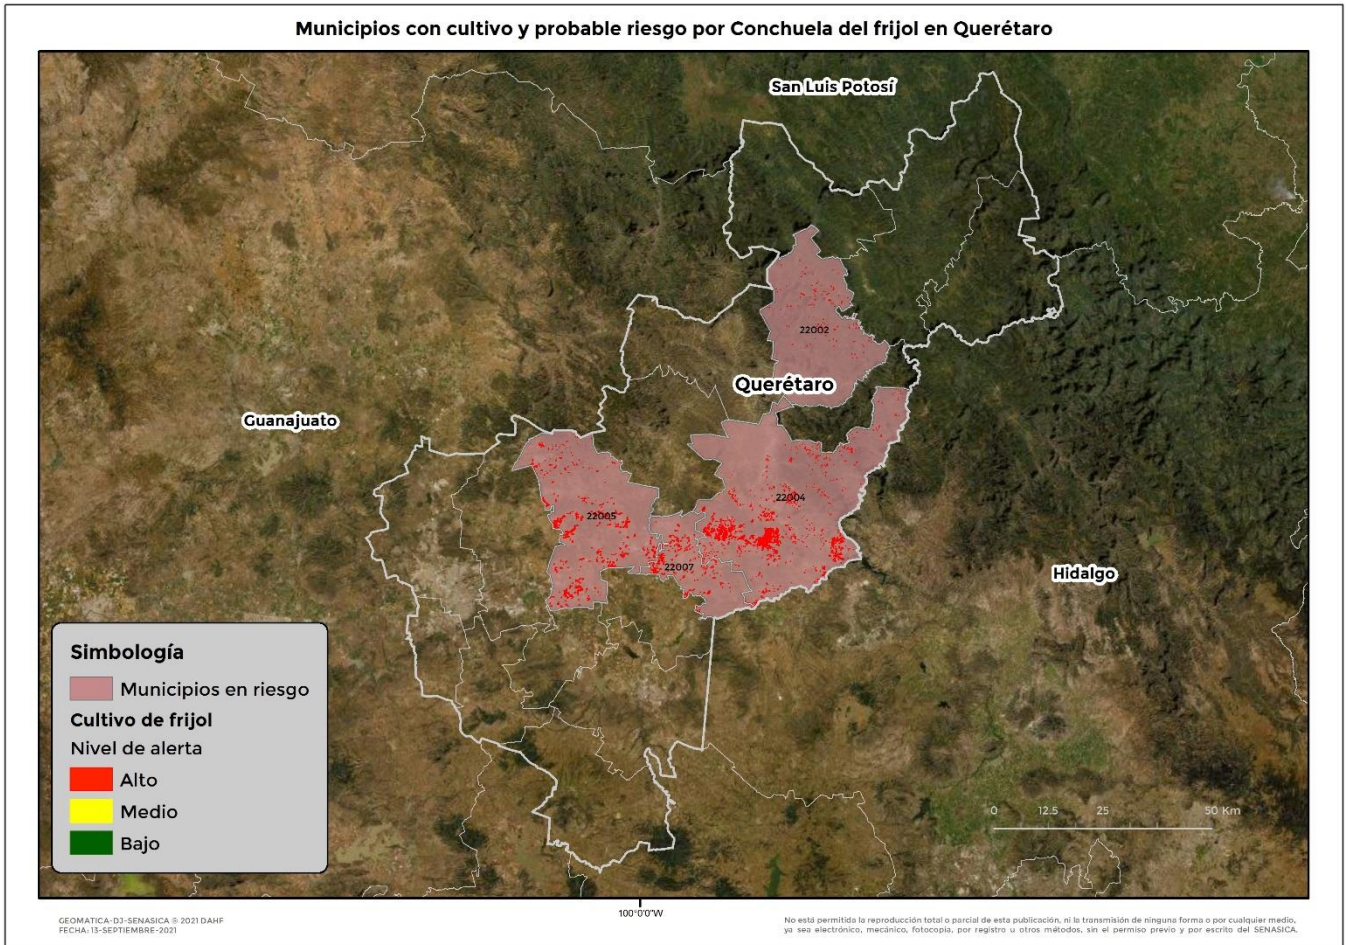 Municipios con cultivo y probable riesgo por Conchuela del frijol en Querétaro
San Luis Potosí
22002
Querétaro
Guanajuato
22004
22005
22007
Hidalgo
Simbología
Municipios en riesgo
Cultivo de frijol
Nivel de alerta
Alto
Medio
Bajo
0 12.5 25 50 Km
100°0'0"W
GEOMATICA-DJ-SENASICA ® 2021 DAHF
FECHA: 13-SEPTIEMBRE-2021
No está permitida la reproducción total o parcial de esta publicación, ni la transmisión de ninguna forma o por cualquier medio,
ya sea electrónico, mecánico, fotocopia, por registro u otros métodos, sin el permiso previo y por escrito del SENASICA.